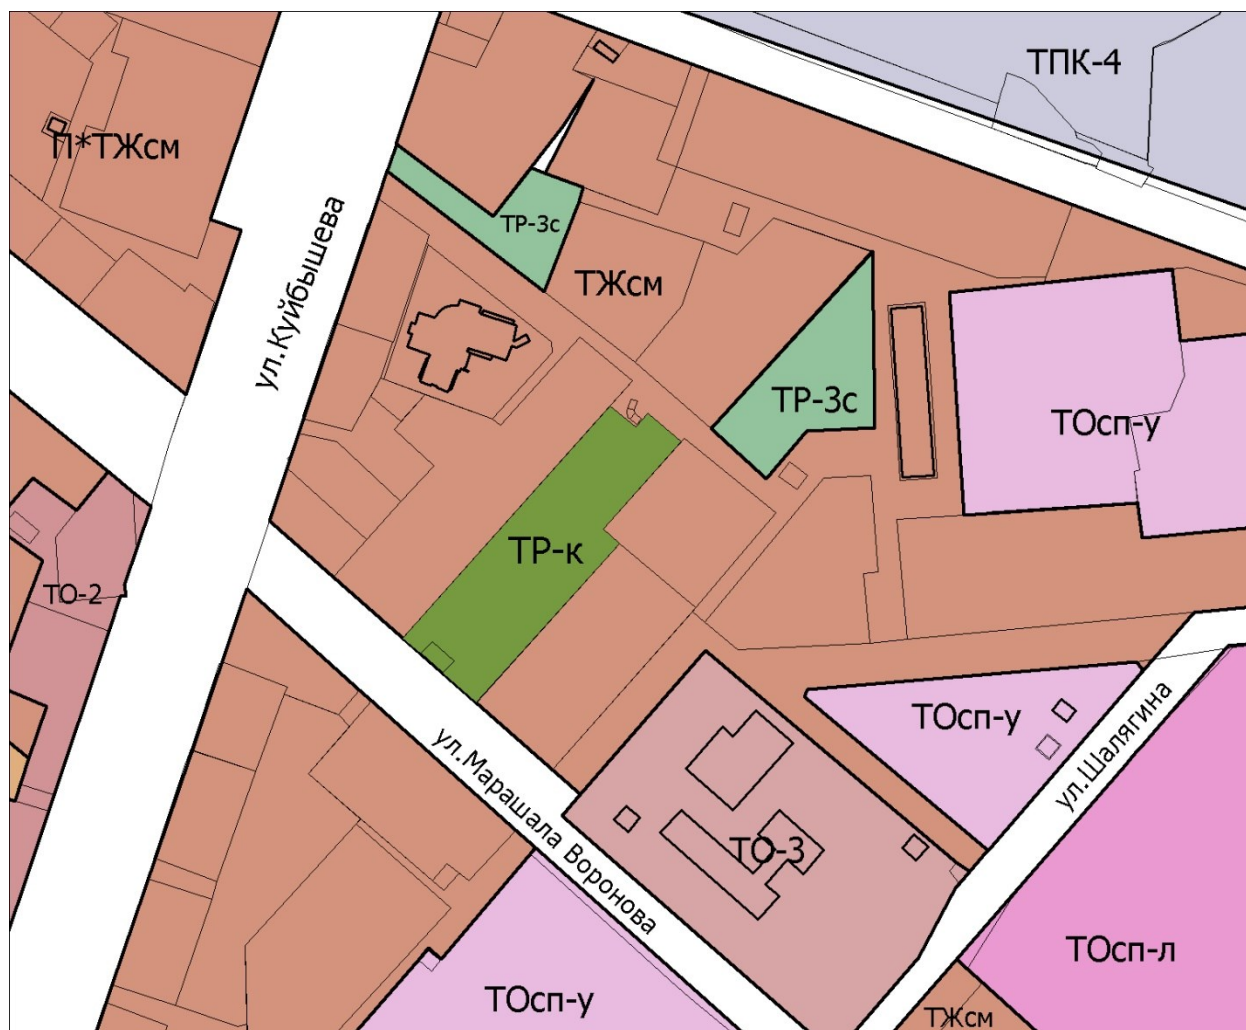 ТПК-4
П*ТЖсм
ТР-3с
ул.Куйбышева
ТЖсм
ТР-3с
ТОсп-у
ТР-к
ТО-2
ТОсп-у
ул.Шалягина
ул.Марашала Воронова
ТО-3
ТОсп-л
ТОсп-у
ТЖсм